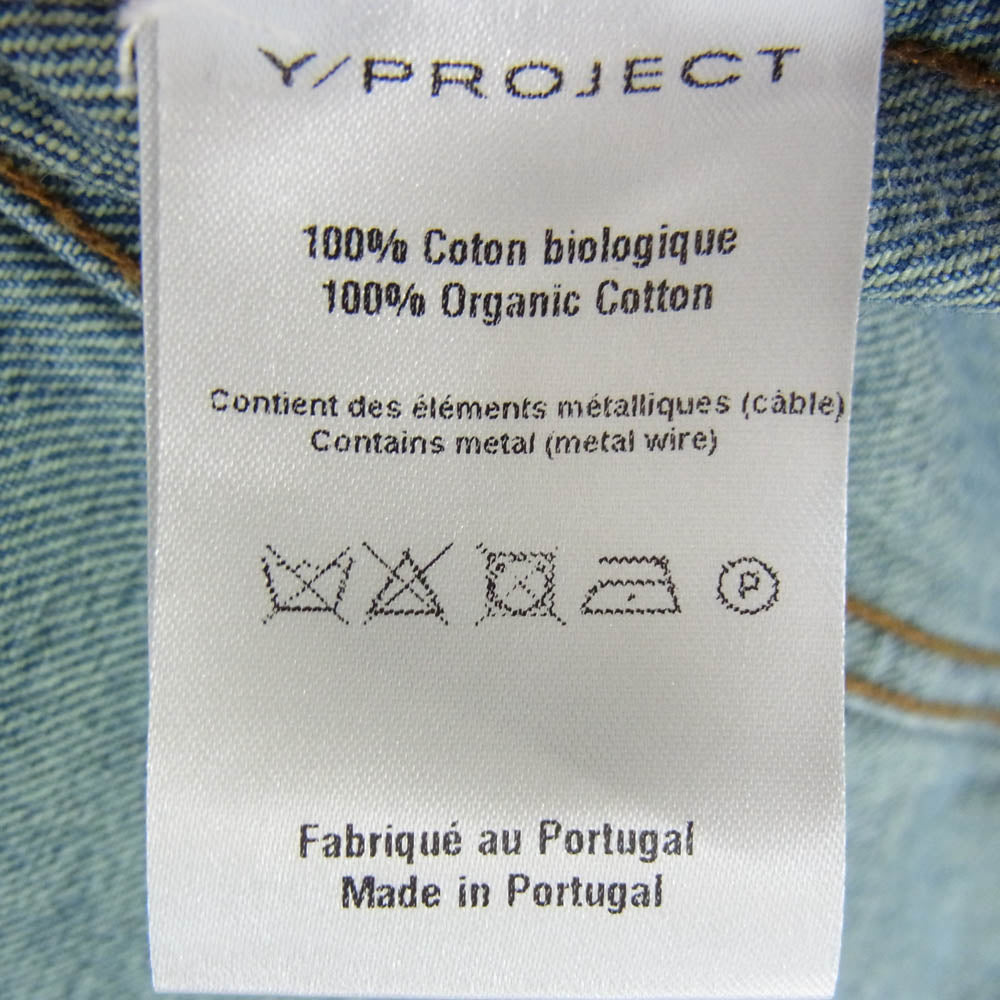 Y/PROJECT
100% Coton biologique
100% Organic Cotton
Contient des éléments métalliques (câble)
Contains metal (metal wire)
P
Fabriqué au Portugal
Made in Portugal